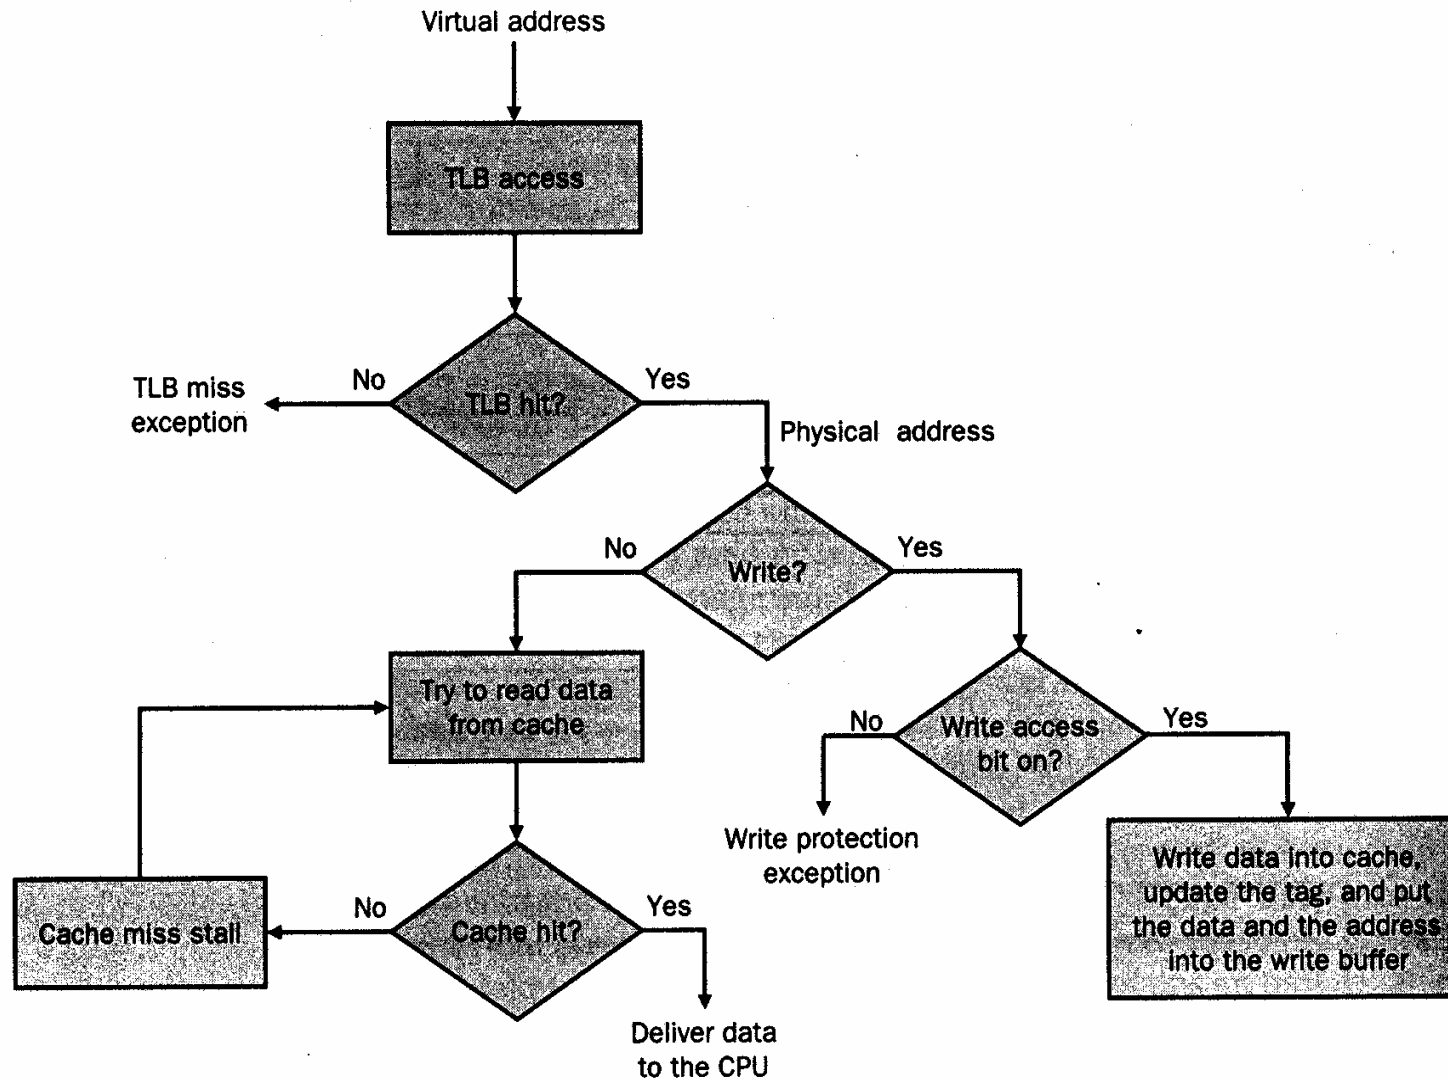 Virtual address
TLB access
No
Yes
TLB miss
exception
TLB hit?
Physical address
No
Yes
Write?
Try to read data
from cache
No
Yes
Write access
bit on?
Write protection
exception
Write data into cache,
update the tag, and put
the data and the address
into the write buffer
No
Yes
Cache miss stall
Cache hit?
Deliver data
to the CPU